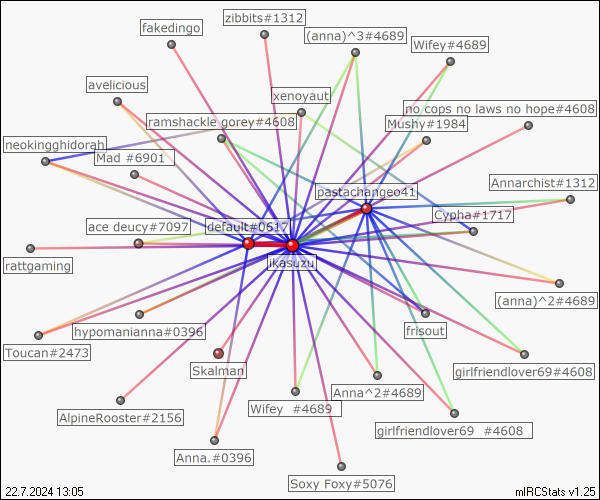 zibbits#1312
fakedingo
(anna)^3#4689
Wifey#4689
avelicious
xenoyaut
no cops no laws no hope#4608
ramshackle gorey#4608
Mushy#1984
neokingghidorah
Mad #6901
pastachangeo41
Annarchist#1312
Cypha#1717
ace deucy#7097
default#0617
rattgaming
ikasuzu
(anna)^2#4689
hypomanianna#0396
frisout
Toucan#2473
Skalman
girlfriendlover69#4608
Anna^2#4689
Wifey #4689
AlpineRooster#2156
girlfriendlover69 #4608
Anna.#0396
Soxy Foxy#5076
22.7.2024 13:05
mIRCStats v1.25